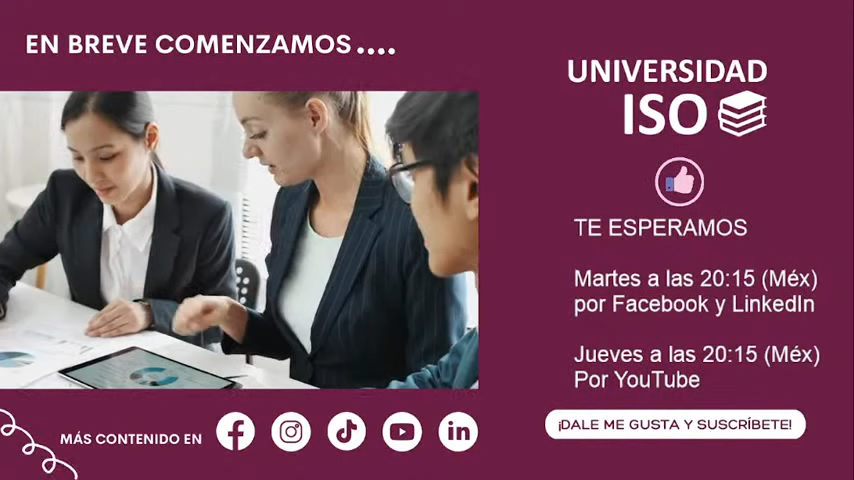 EN BREVE COMENZAMOS....
UNIVERSIDAD
ISO
TE ESPERAMOS
Martes a las 20:15 (Méx)
por Facebook y LinkedIn
Jueves a las 20:15 (Méx)
Por YouTube
¡DALE ME GUSTA Y SUSCRÍBETE!
MÁS CONTENIDO EN